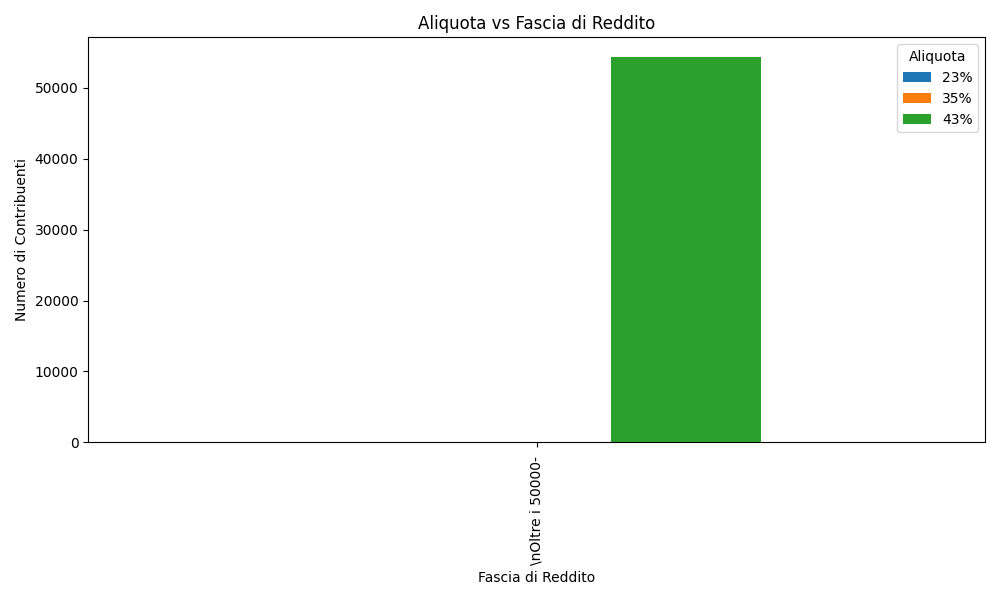 Aliquota vs Fascia di Reddito
Aliquota
23%
35%
43%
Numero di Contribuenti
50000
40000
30000
20000
10000
0
\nOltre i 50000-
Fascia di Reddito